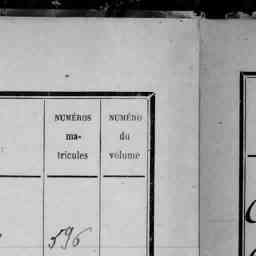 NUMÉROS
ma-
tricules
NUMÉRO
du
volume
596